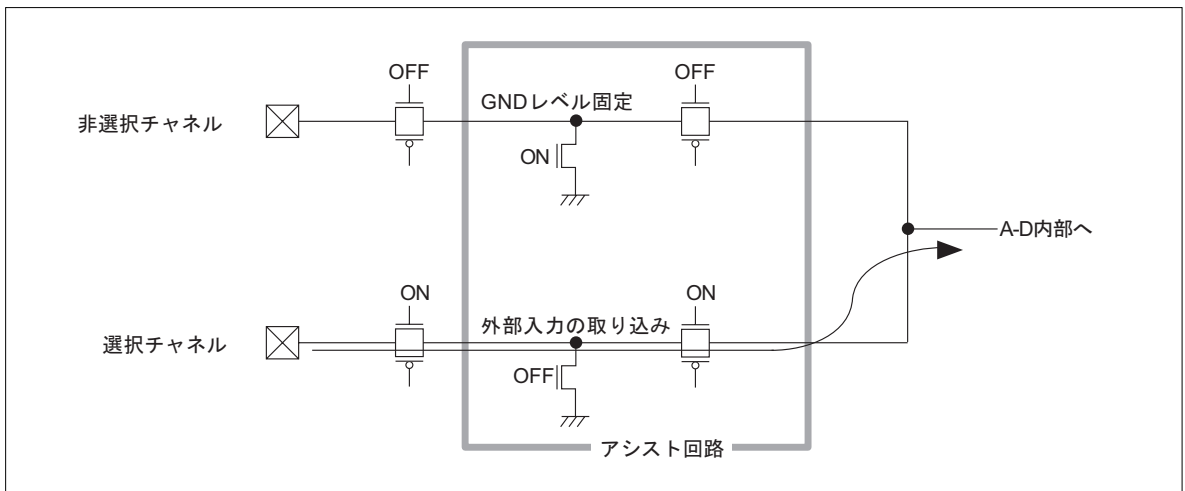 OFF
OFF
GNDレベル固定
非選択チャネル
ON
A-D内部へ
ON
ON
外部入力の取り込み
選択チャネル
OFF
アシスト回路